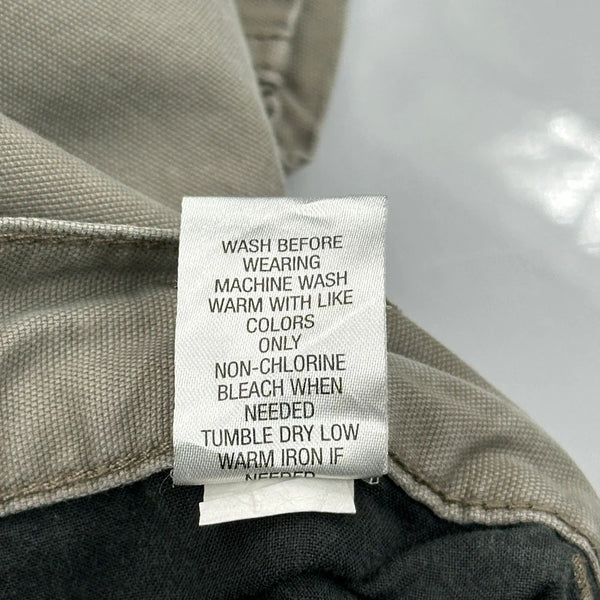 WASH BEFORE
WEARING
MACHINE WASH
WARM WITH LIKE
COLORS
ONLY
NON-CHLORINE
BLEACH WHEN
NEEDED
TUMBLE DRY LOW
WARM IRON IF
NEEDED